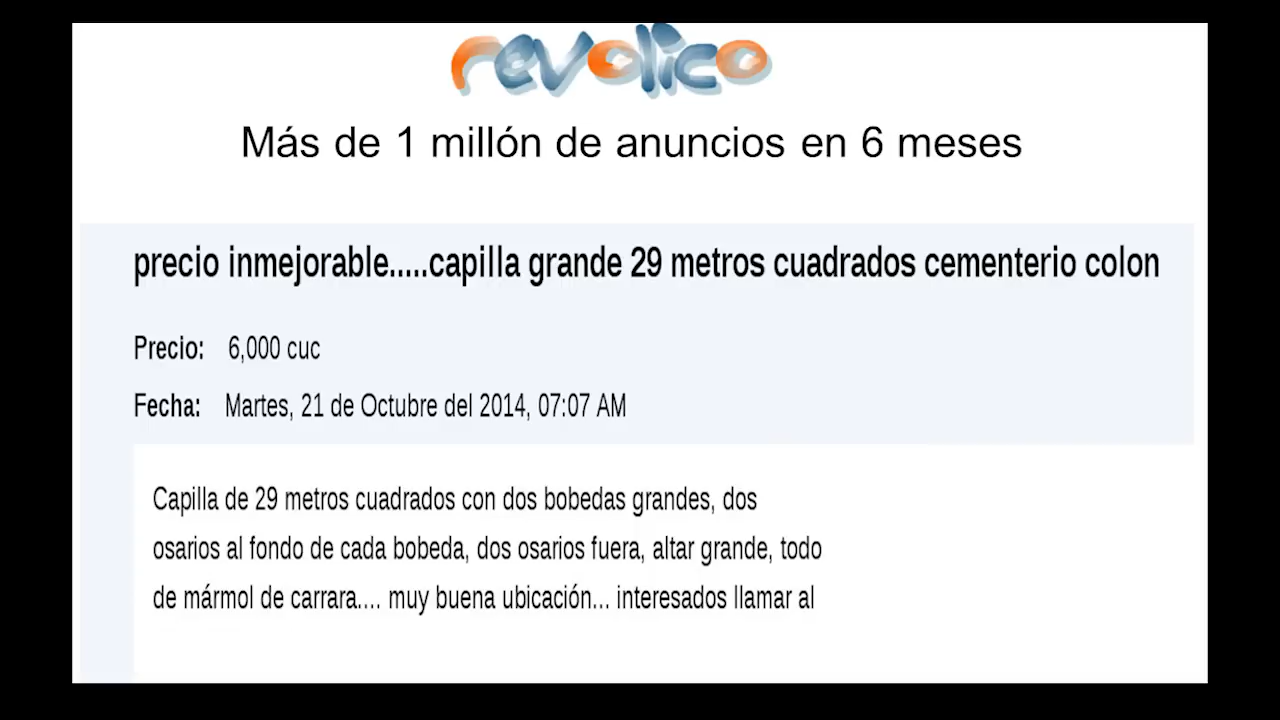 revolico
Más de 1 millón de anuncios en 6 meses
precio inmejorable.....capilla grande 29 metros cuadrados cementerio colon
Precio: 6,000 cuc
Fecha: Martes, 21 de Octubre del 2014, 07:07 AM
Capilla de 29 metros cuadrados con dos bobedas grandes, dos
osarios al fondo de cada bobeda, dos osarios fuera, altar grande, todo
de mármol de carrara.... muy buena ubicación... interesados llamar al